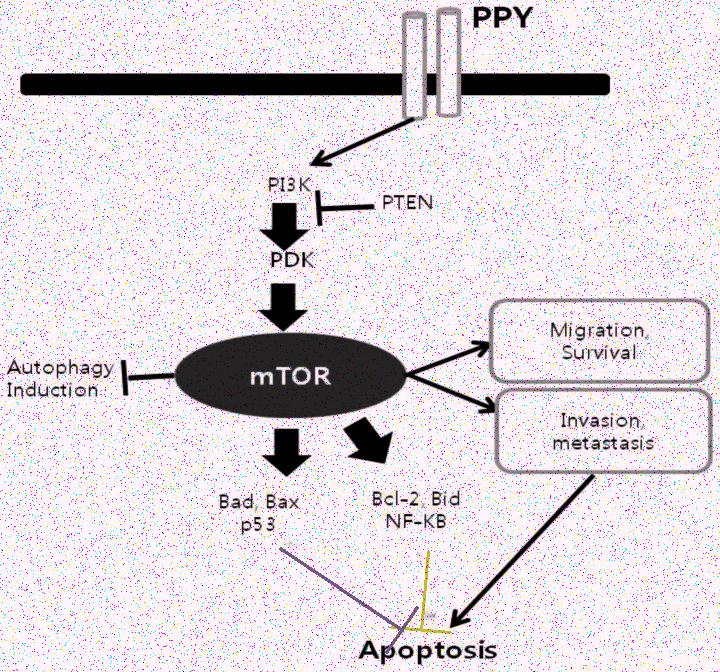 PPY
PI3K
PTEN
PDK
Migration,
Survival
Autophagy
Induction
mTOR
Invasion,
metastasis
Bad, Bax
p53
Bcl-2, Bid
NF-KB
Apoptosis